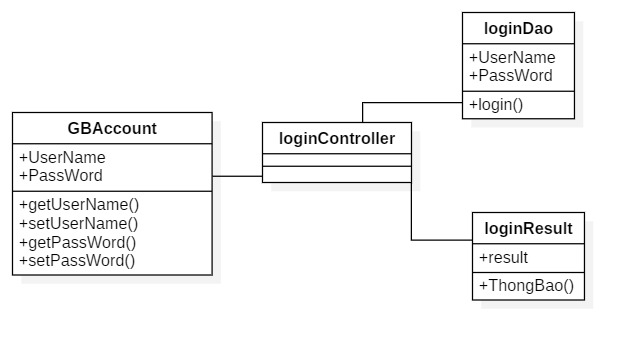 GBAccount
+UserName
+PassWord
+getUserName()
+setUserName()
+getPassWord()
+setPassWord()
loginController
loginDao
+UserName
+PassWord
+login()
loginResult
+result
+ThongBao()